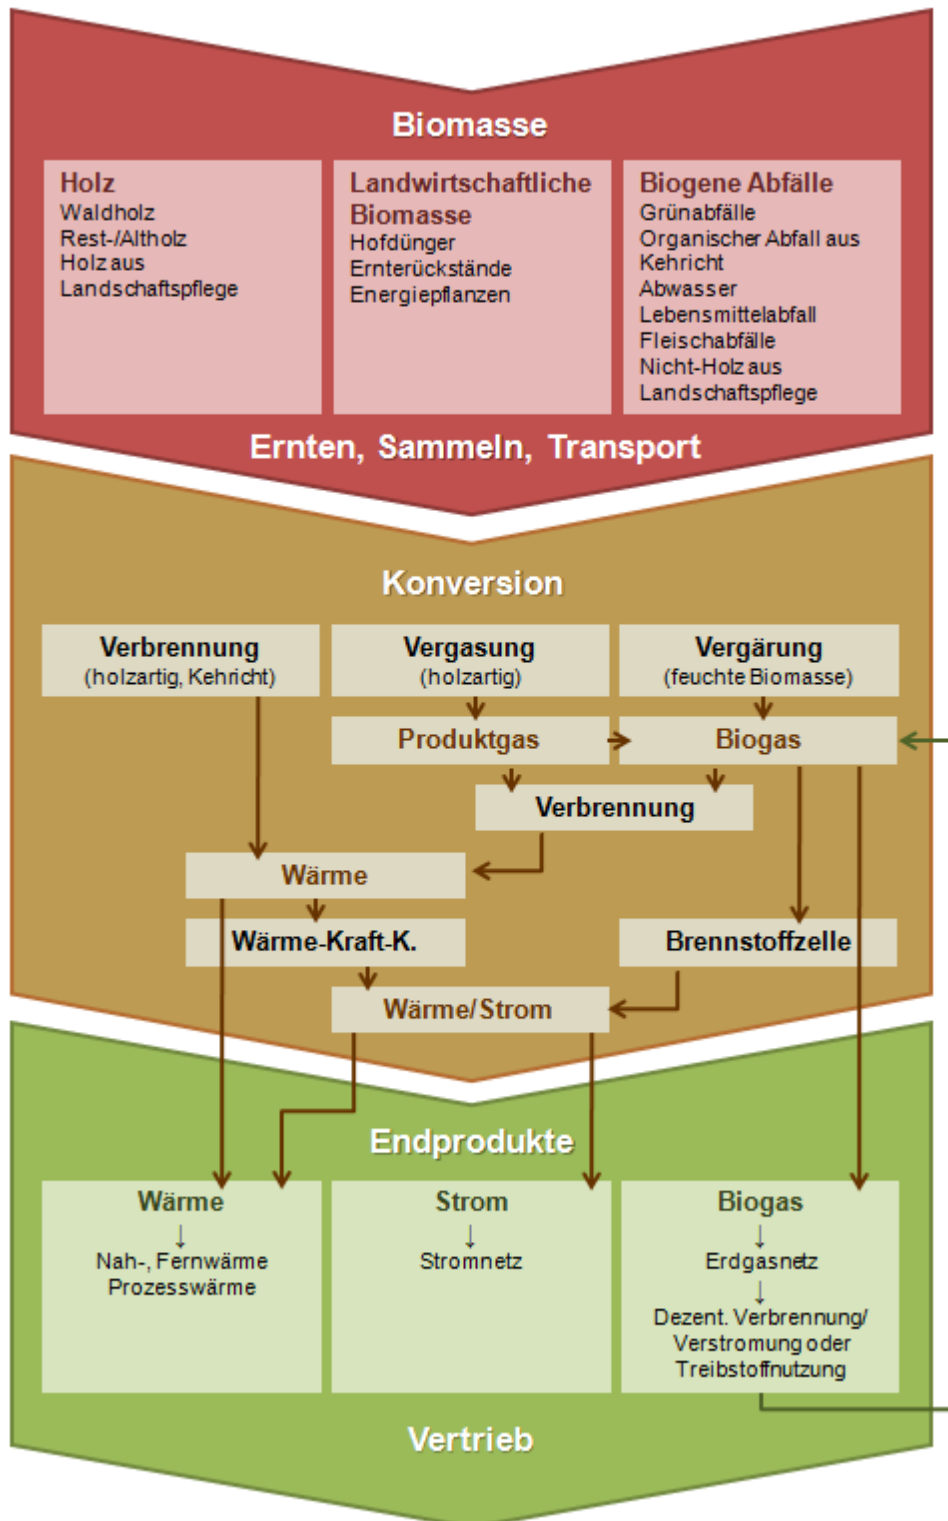 Biomasse
Holz
Waldholz
Rest-/Altholz
Holz aus
Landschaftspflege
Landwirtschaftliche
Biomasse
Hofdünger
Ernterückstände
Energiepflanzen
Biogene Abfälle
Grünabfälle
Organischer Abfall aus
Kehricht
Abwasser
Lebensmittelabfall
Fleischabfälle
Nicht-Holz aus
Landschaftspflege
Ernten, Sammeln, Transport
Konversion
Verbrennung
(holzartig, Kehricht)
Vergasung
(holzartig)
Vergärung
(feuchte Biomasse)
Produktgas
Biogas
Verbrennung
Wärme
Wärme-Kraft-K.
Brennstoffzelle
Wärme/Strom
Endprodukte
Wärme
↓
Nah-, Fernwärme
Prozesswärme
Strom
↓
Stromnetz
Biogas
↓
Erdgasnetz
↓
Dezent. Verbrennung/
Verstromung oder
Treibstoffnutzung
Vertrieb